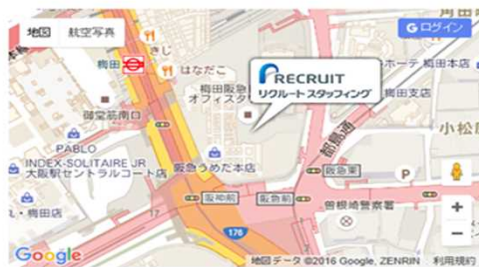 地図 航空写真
G ログイン
きじ
梅田
はなだこ
梅田阪急
オフィスタ
RECRUIT
リクルートスタッフィング
ホーテ 梅田本店
梅田支店
御堂筋南口
小松原
都島通
PABLO
INDEX-SOLITAIRE JR
大阪駅セントラルコート店
阪急うめだ本店
阪急東
P
梅田店
阪神前
阪急前
曽根崎警察署
176
+
−
Google
地図データ ©2016 Google, ZENRIN 利用規約